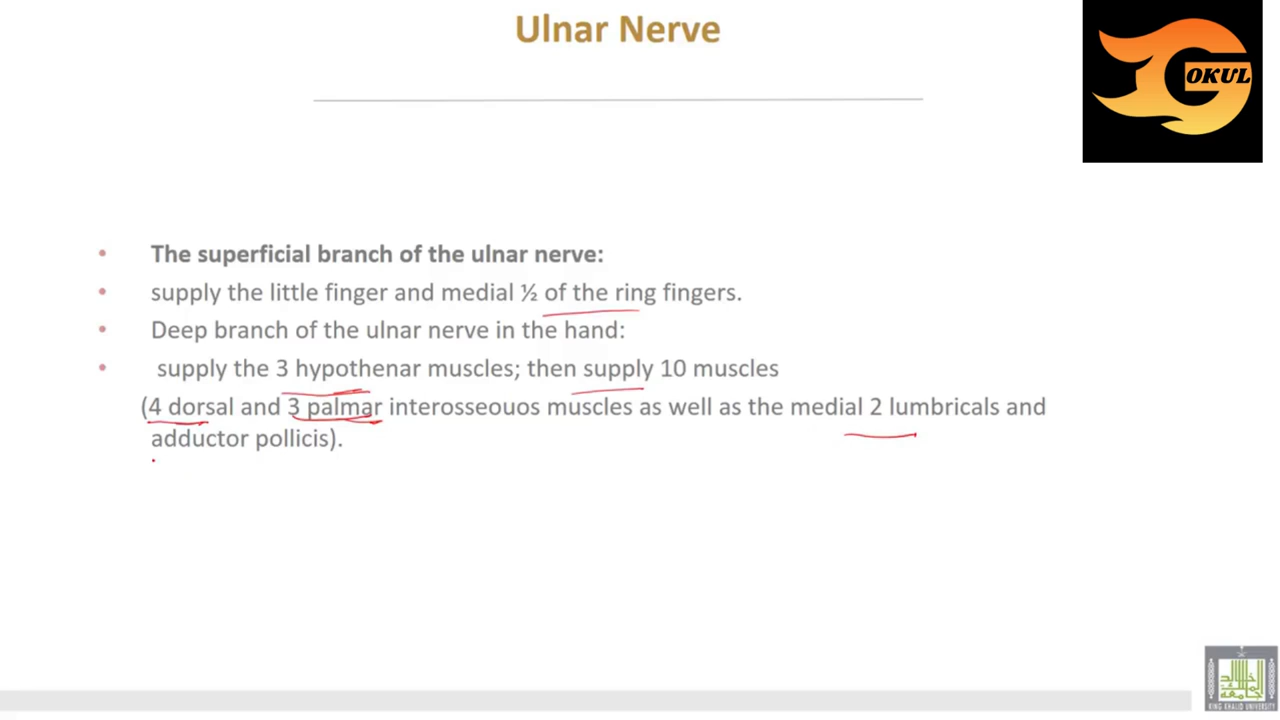 Ulnar Nerve
OKUL
• The superficial branch of the ulnar nerve:
• supply the little finger and medial ½ of the ring fingers.
• Deep branch of the ulnar nerve in the hand:
• supply the 3 hypothenar muscles; then supply 10 muscles
(4 dorsal and 3 palmar interosseouos muscles as well as the medial 2 lumbricals and
adductor pollicis).
KING KHALID UNIVERSITY